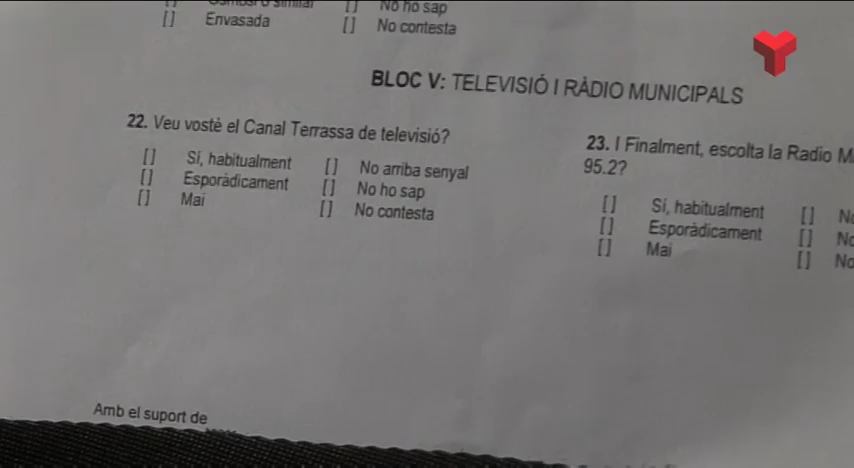 No ho sap
[ ] Envasada [ ] No contesta
BLOC V: TELEVISIÓ I RÀDIO MUNICIPALS
22. Veu vostè el Canal Terrassa de televisió?
[ ] Sí, habitualment [ ] No arriba senyal
[ ] Esporàdicament [ ] No ho sap
[ ] Mai [ ] No contesta
23. I Finalment, escolta la Radio M
95.2?
[ ] Sí, habitualment [ ]
[ ] Esporàdicament [ ]
[ ] Mai [ ]
Amb el suport de